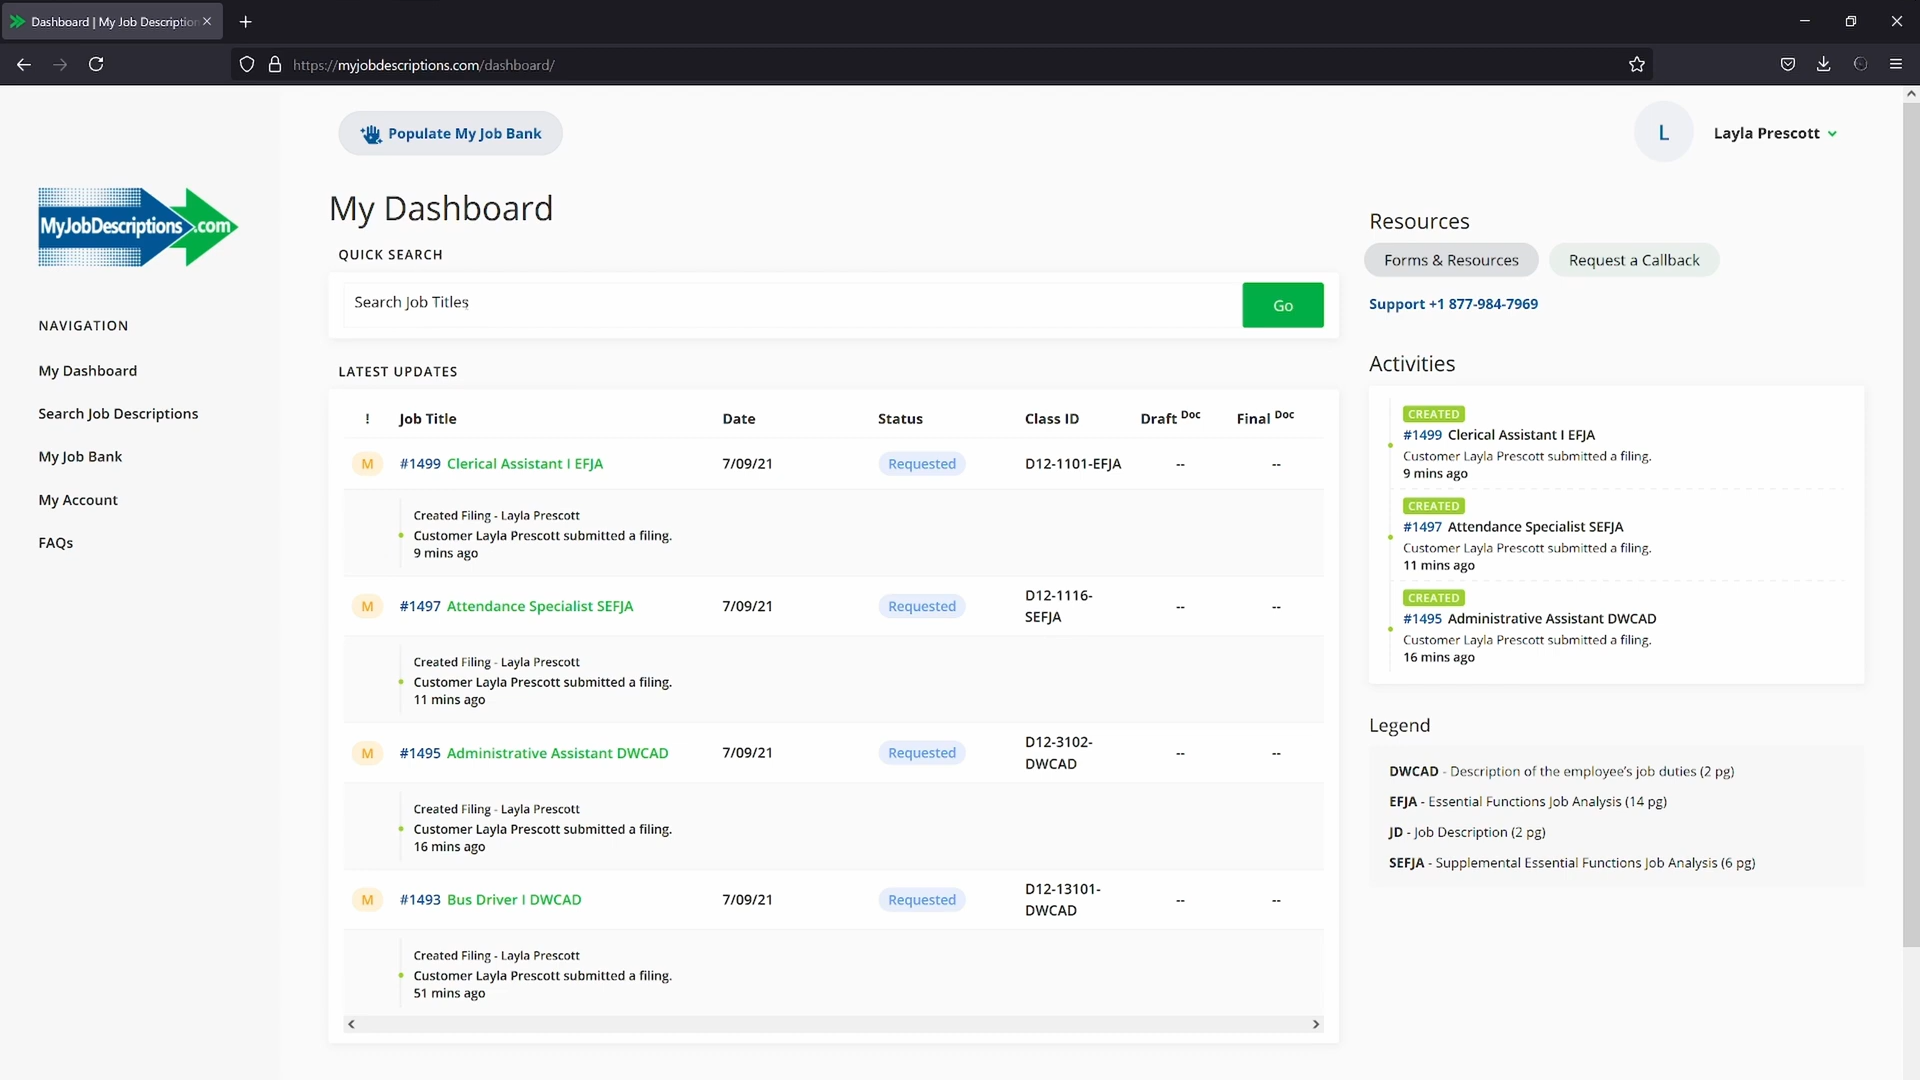 Dashboard | My Job Description
https://myjobdescriptions.com/dashboard/
Populate My Job Bank
L
Layla Prescott
MyJobDescriptions.com
NAVIGATION
My Dashboard
Search Job Descriptions
My Job Bank
My Account
FAQs
My Dashboard
QUICK SEARCH
Search Job Titles
Go
LATEST UPDATES
! Job Title Date Status Class ID Draft Doc Final Doc
M #1499 Clerical Assistant I EFJA 7/09/21 Requested D12-1101-EFJA -- --
Created Filing - Layla Prescott
Customer Layla Prescott submitted a filing.
9 mins ago
M #1497 Attendance Specialist SEFJA 7/09/21 Requested D12-1116-
SEFJA -- --
Created Filing - Layla Prescott
Customer Layla Prescott submitted a filing.
11 mins ago
M #1495 Administrative Assistant DWCAD 7/09/21 Requested D12-3102-
DWCAD -- --
Created Filing - Layla Prescott
Customer Layla Prescott submitted a filing.
16 mins ago
M #1493 Bus Driver I DWCAD 7/09/21 Requested D12-13101-
DWCAD -- --
Created Filing - Layla Prescott
Customer Layla Prescott submitted a filing.
51 mins ago
Resources
Forms & Resources
Request a Callback
Support +1 877-984-7969
Activities
CREATED
#1499 Clerical Assistant I EFJA
Customer Layla Prescott submitted a filing.
9 mins ago
CREATED
#1497 Attendance Specialist SEFJA
Customer Layla Prescott submitted a filing.
11 mins ago
CREATED
#1495 Administrative Assistant DWCAD
Customer Layla Prescott submitted a filing.
16 mins ago
Legend
DWCAD - Description of the employee’s job duties (2 pg)
EFJA - Essential Functions Job Analysis (14 pg)
JD - Job Description (2 pg)
SEFJA - Supplemental Essential Functions Job Analysis (6 pg)